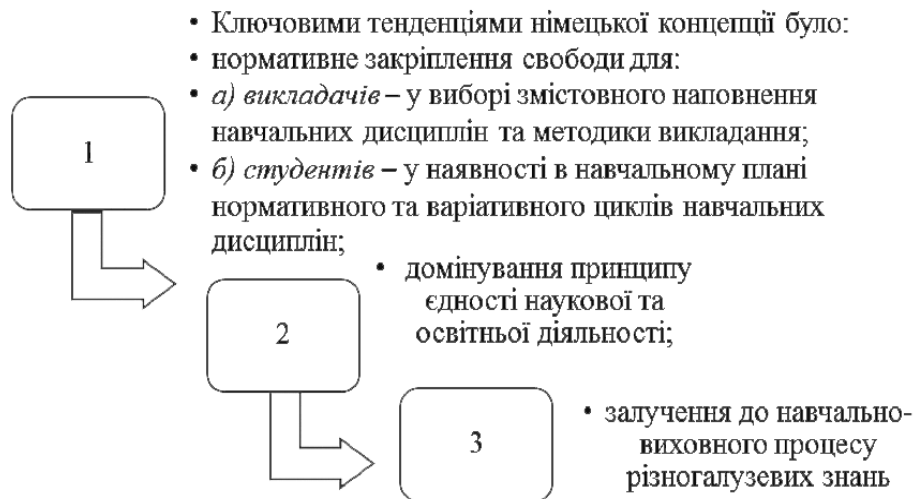 • Ключовими тенденціями німецької концепції було:
• нормативне закріплення свободи для:
• а) викладачів – у виборі змістовного наповнення
навчальних дисциплін та методики викладання;
• б) студентів – у наявності в навчальному плані
нормативного та варіативного циклів навчальних
дисциплін;
1
• домінування принципу
єдності наукової та
освітньої діяльності;
2
• залучення до навчально-
виховного процесу
різногалузевих знань
3